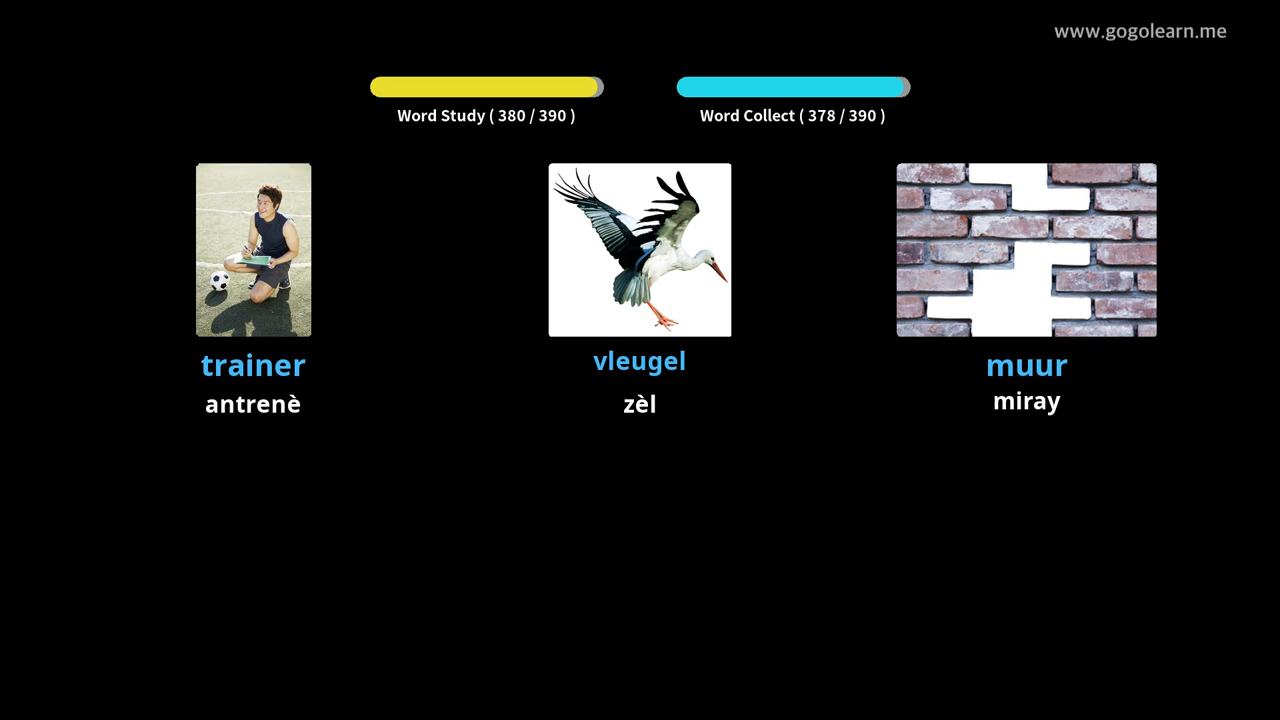 www.gogolearn.me
Word Study ( 380 / 390 )
Word Collect ( 378 / 390 )
trainer
antrenè
vleugel
zèl
muur
miray